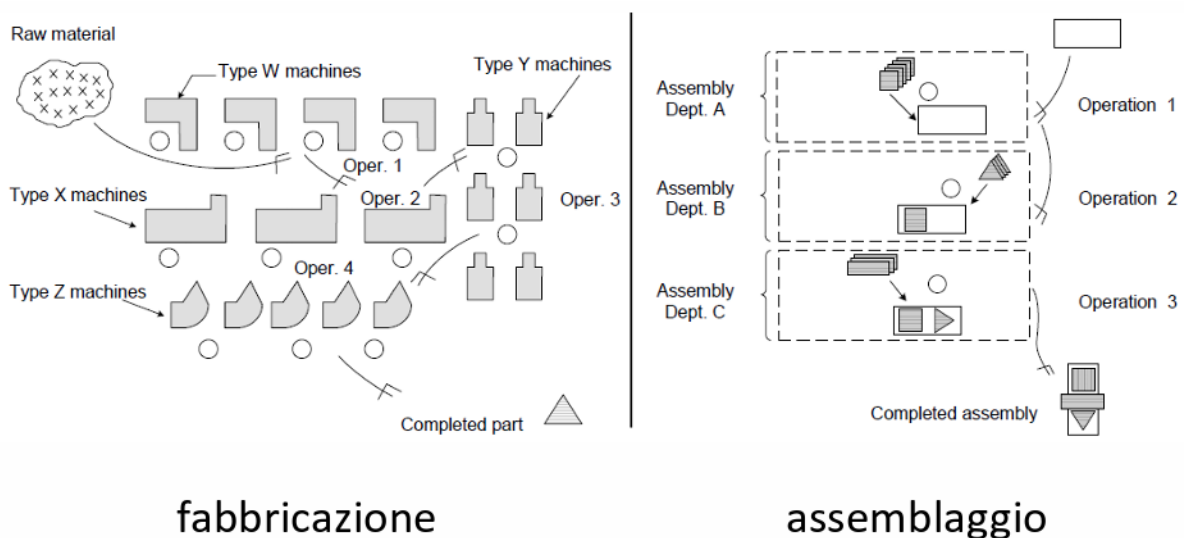 Raw material
Type W machines
Type Y machines
Oper. 1
Type X machines
Oper. 2
Oper. 3
Oper. 4
Type Z machines
Completed part
fabbricazione
Assembly
Dept. A
Operation 1
Assembly
Dept. B
Operation 2
Assembly
Dept. C
Operation 3
Completed assembly
assemblaggio